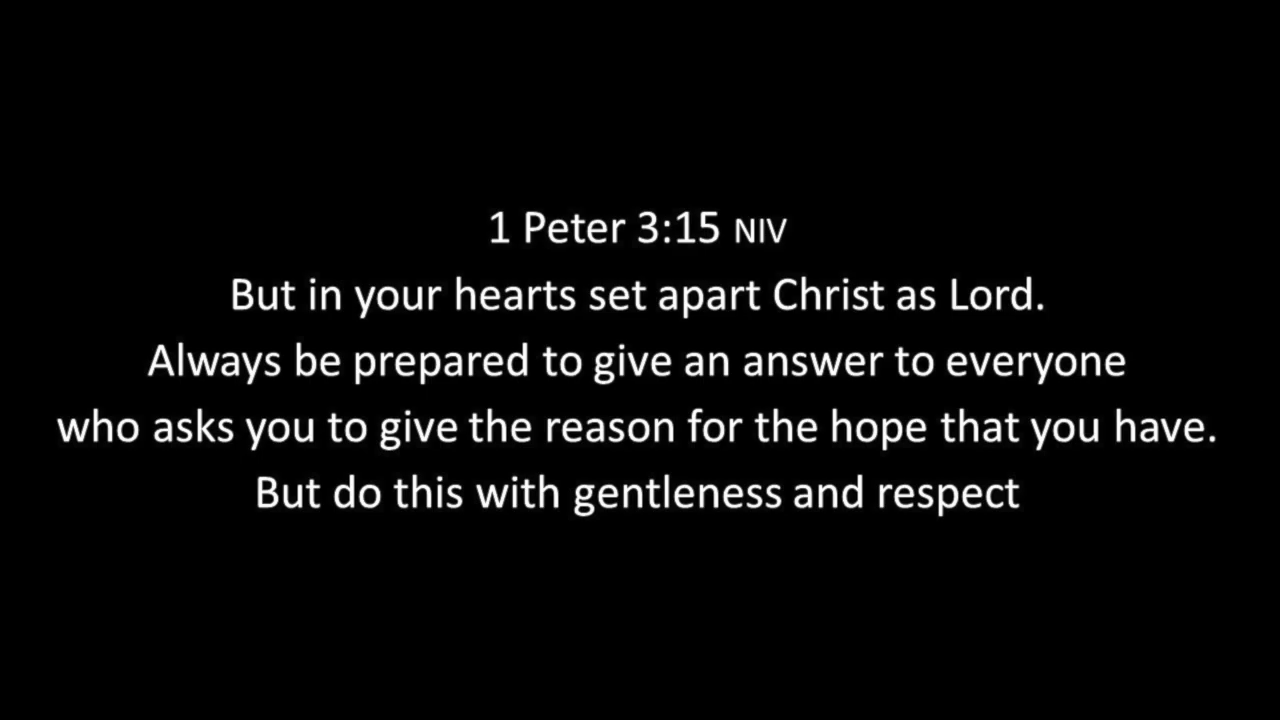 1 Peter 3:15 NIV
But in your hearts set apart Christ as Lord.
Always be prepared to give an answer to everyone
who asks you to give the reason for the hope that you have.
But do this with gentleness and respect